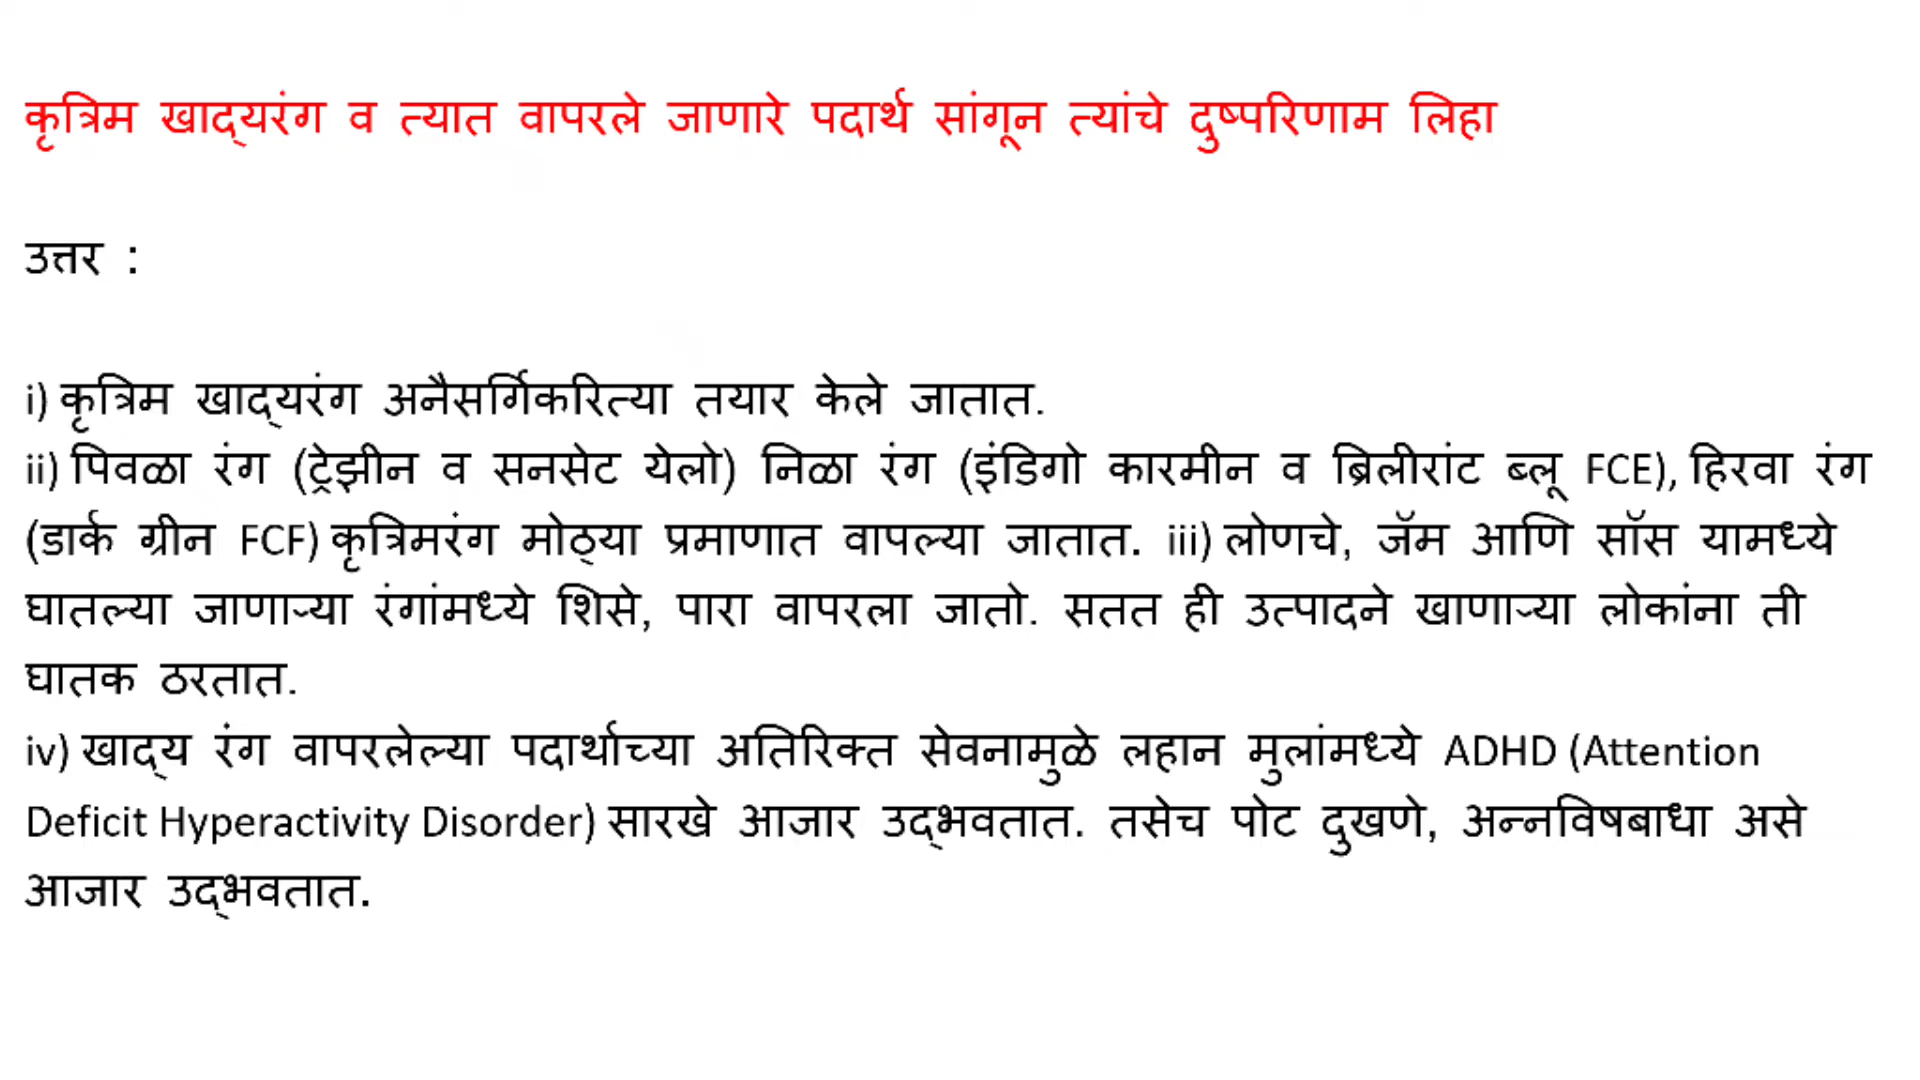 कृत्रिम खाद्‌यरंग व त्यात वापरले जाणारे पदार्थ सांगून त्यांचे दुष्परिणाम लिहा
उत्तर :
i) कृत्रिम खाद्‌यरंग अनैसर्गिकरित्या तयार केले जातात.
ii) पिवळा रंग (ट्रेझीन व सनसेट येलो) निळा रंग (इंडिगो कारमीन व ब्रिलीरांट ब्लू FCE), हिरवा रंग
(डार्क ग्रीन FCF) कृत्रिमरंग मोठ्या प्रमाणात वापल्या जातात. iii) लोणचे, जॅम आणि सॉस यामध्ये
घातल्या जाणाऱ्या रंगांमध्ये शिसे, पारा वापरला जातो. सतत ही उत्पादने खाणाऱ्या लोकांना ती
घातक ठरतात.
iv) खाद्‌य रंग वापरलेल्या पदार्थाच्या अतिरिक्त सेवनामुळे लहान मुलांमध्ये ADHD (Attention
Deficit Hyperactivity Disorder) सारखे आजार उद्‌भवतात. तसेच पोट दुखणे, अन्नविषबाधा असे
आजार उद्‌भवतात.